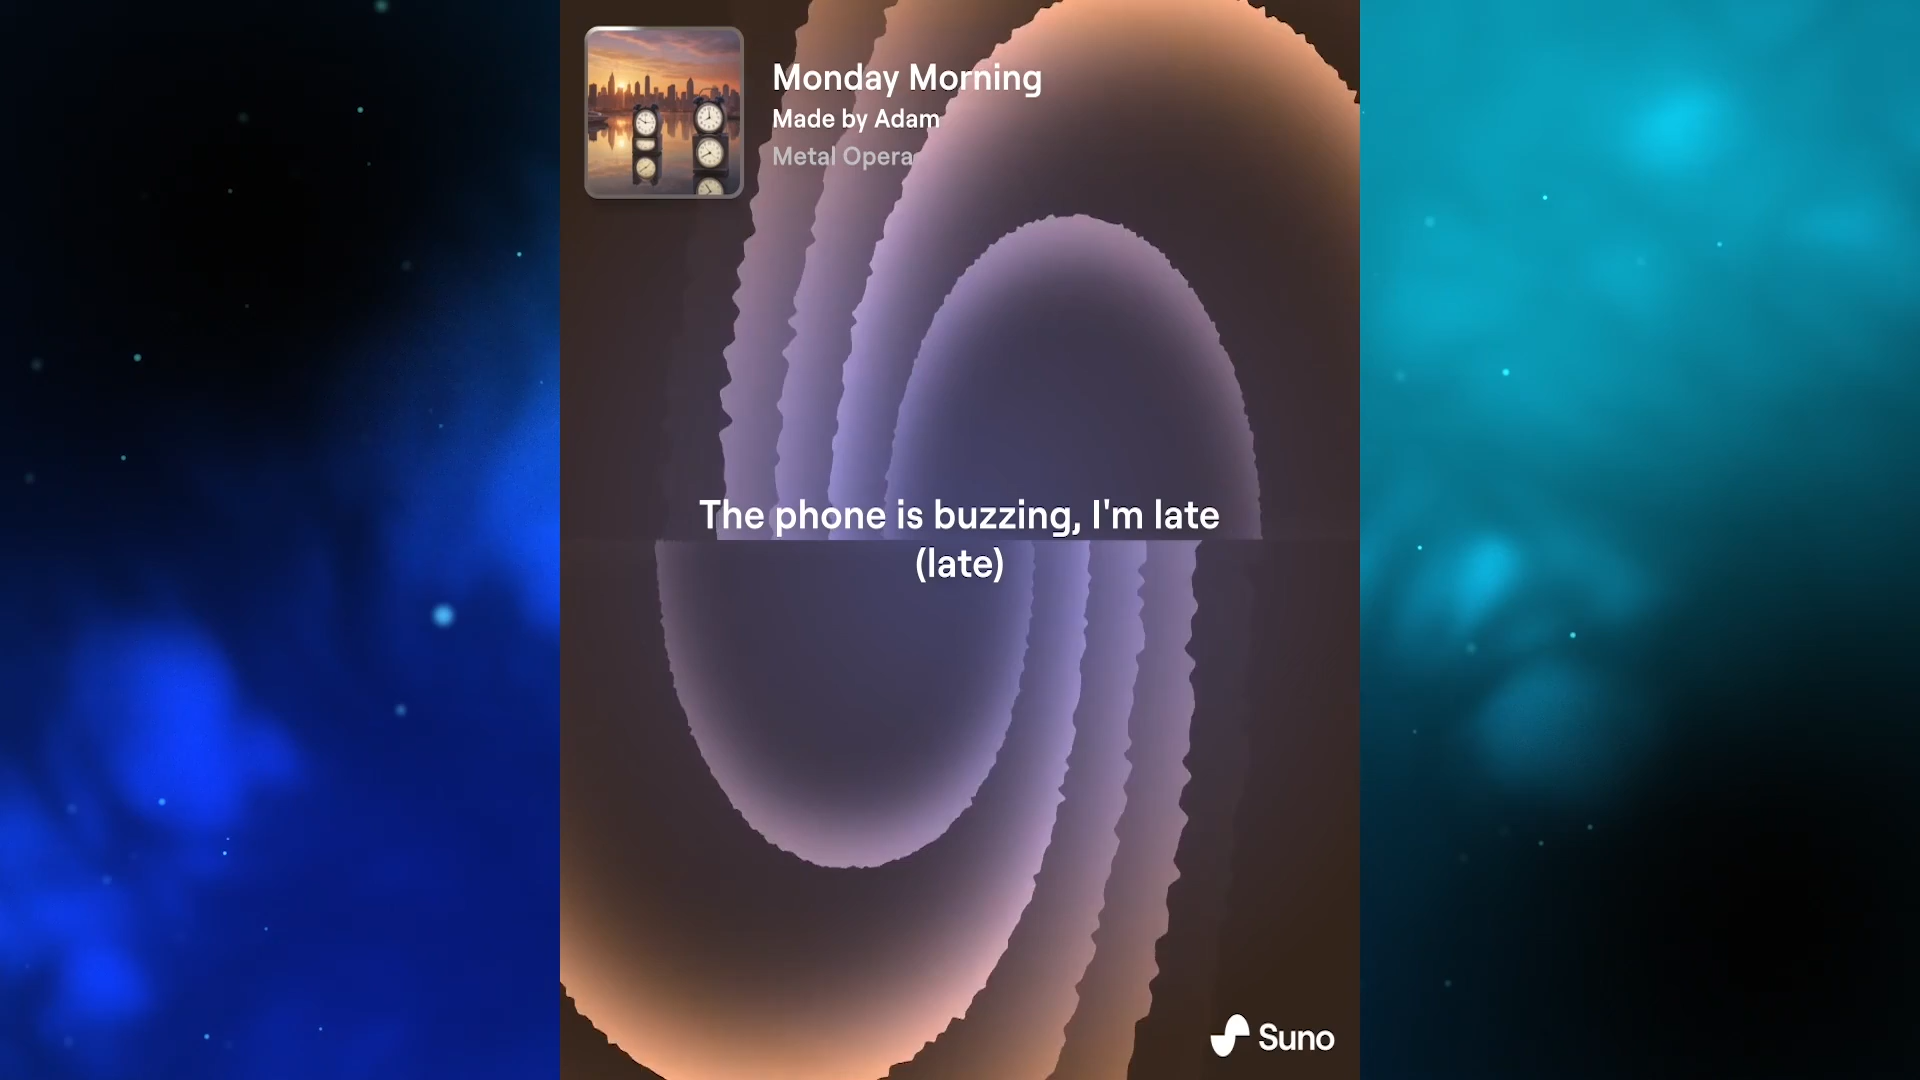 Monday Morning
Made by Adam
Metal Opera
The phone is buzzing, I'm late
(late)
Suno